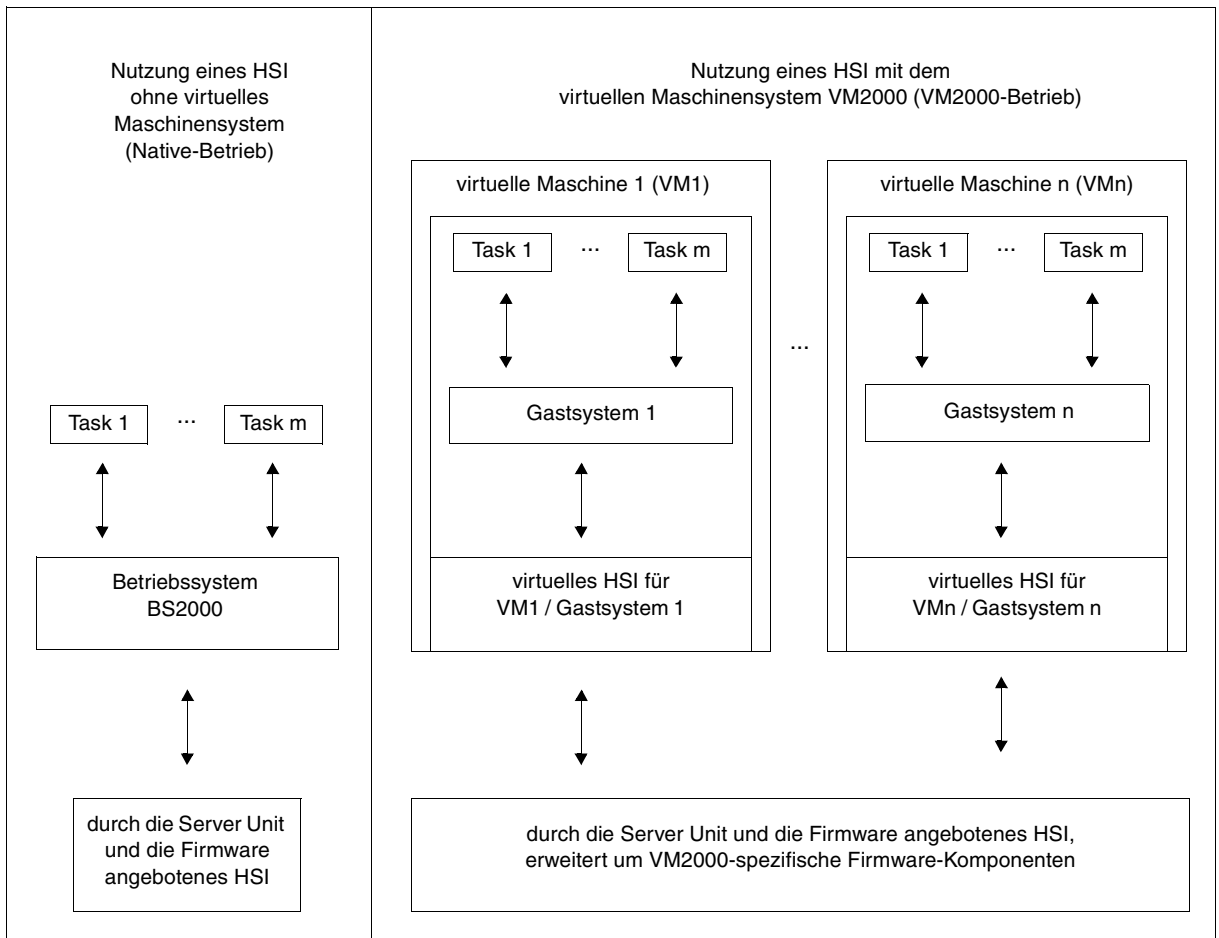 Nutzung eines HSI
ohne virtuelles
Maschinensystem
(Native-Betrieb)
Task 1
...
Task m
Betriebssystem
BS2000
durch die Server Unit
und die Firmware
angebotenes HSI
Nutzung eines HSI mit dem
virtuellen Maschinensystem VM2000 (VM2000-Betrieb)
virtuelle Maschine 1 (VM1)
Task 1
...
Task m
Gastsystem 1
virtuelles HSI für
VM1 / Gastsystem 1
...
virtuelle Maschine n (VMn)
Task 1
...
Task m
Gastsystem n
virtuelles HSI für
VMn / Gastsystem n
durch die Server Unit und die Firmware angebotenes HSI,
erweitert um VM2000-spezifische Firmware-Komponenten